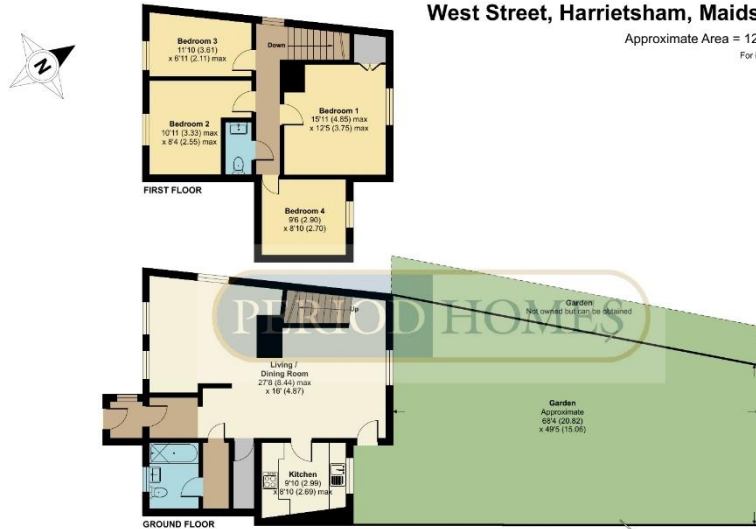 West Street, Harrietsham, Maids
Approximate Area = 12
For
N
Bedroom 3
11'10 (3.61)
x 6'11 (2.11) max
Down
Bedroom 1
15'11 (4.85) max
x 12'5 (3.75) max
Bedroom 2
10'11 (3.33) max
x 8'4 (2.55) max
FIRST FLOOR
Bedroom 4
9'6 (2.90)
x 8'10 (2.70)
Up
PERIOD HOMES
Garden
Not owned but can be obtained
Living /
Dining Room
27'8 (8.44) max
x 16' (4.87)
Garden
Approximate
68'4 (20.82)
x 49'5 (15.06)
Kitchen
9'10 (2.99)
x 8'10 (2.69) max
GROUND FLOOR